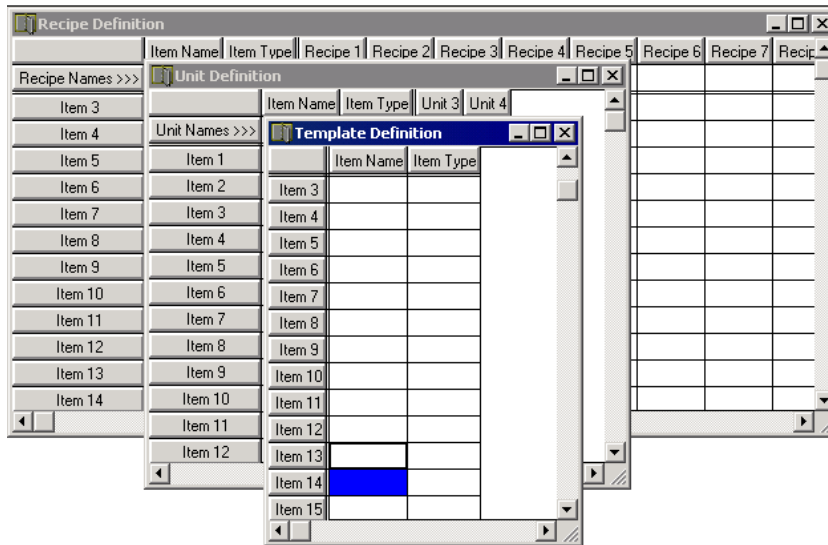 Recipe Definition
Item Name Item Type Recipe 1 Recipe 2 Recipe 3 Recipe 4 Recipe 5 Recipe 6 Recipe 7 Recip
Recipe Names >>>
Item 3
Item 4
Item 5
Item 6
Item 7
Item 8
Item 9
Item 10
Item 11
Item 12
Item 13
Item 14
Unit Definition
Item Name Item Type Unit 3 Unit 4
Unit Names >>>
Item 1
Item 2
Item 3
Item 4
Item 5
Item 6
Item 7
Item 8
Item 9
Item 10
Item 11
Item 12
Template Definition
Item Name Item Type
Item 3
Item 4
Item 5
Item 6
Item 7
Item 8
Item 9
Item 10
Item 11
Item 12
Item 13
Item 14
Item 15